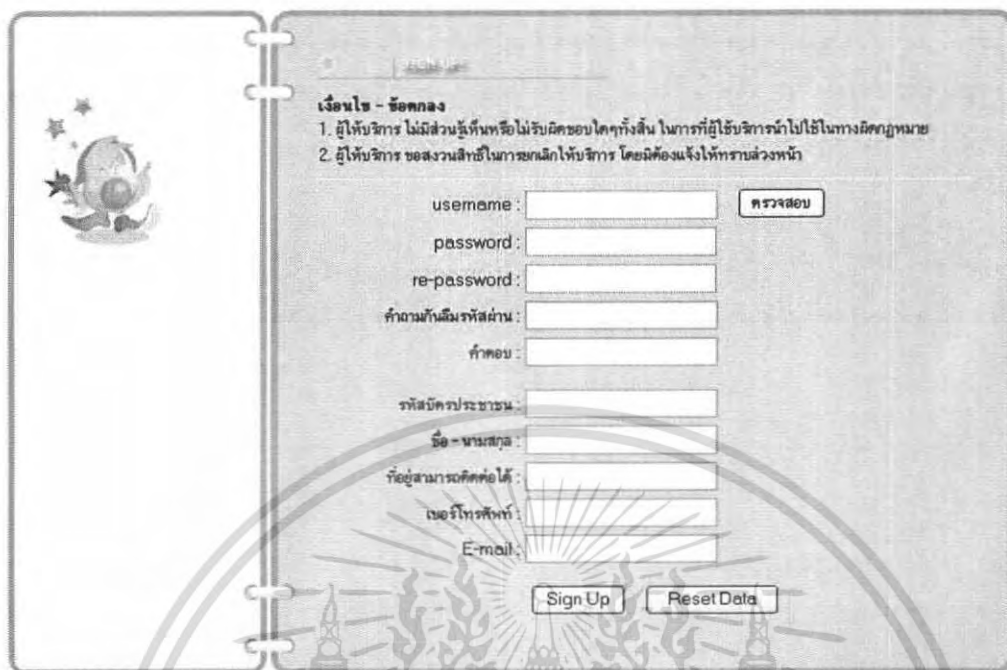 SIGN UP
เงื่อนไข - ข้อตกลง
1. ผู้ให้บริการ ไม่มีส่วนรู้เห็นหรือไม่รับผิดชอบใดๆทั้งสิ้น ในการที่ผู้ใช้บริการนำไปใช้ในทางผิดกฎหมาย
2. ผู้ให้บริการ ขอสงวนสิทธิ์ในการยกเลิกให้บริการ โดยมิต้องแจ้งให้ทราบล่วงหน้า
username : ตรวจสอบ
password :
re-password :
คำถามกันลืมรหัสผ่าน :
คำตอบ :
รหัสบัตรประชาชน :
ชื่อ - นามสกุล :
ที่อยู่สามารถติดต่อได้ :
เบอร์โทรศัพท์ :
E-mail :
Sign Up Reset Data